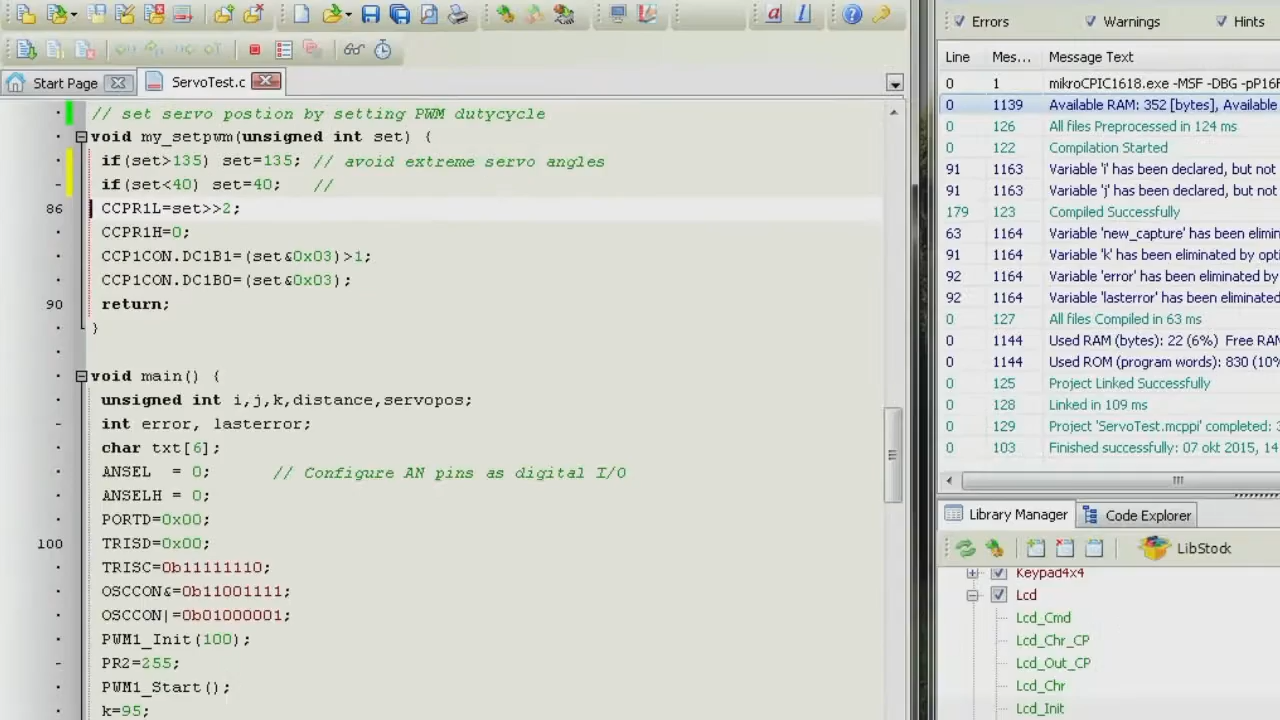 Start Page
ServoTest.c
// set servo postion by setting PWM dutycycle
void my_setpwm(unsigned int set) {
if(set>135) set=135; // avoid extreme servo angles
if(set<40) set=40; //
86 CCPR1L=set>>2;
CCPR1H=0;
CCP1CON.DC1B1=(set&0x03)>1;
CCP1CON.DC1B0=(set&0x03);
90 return;
}
void main() {
unsigned int i,j,k,distance,servopos;
int error, lasterror;
char txt[6];
ANSEL = 0; // Configure AN pins as digital I/O
ANSELH = 0;
PORTD=0x00;
100 TRISD=0x00;
TRISC=0b11111110;
OSCCON&=0b11001111;
OSCCON|=0b01000001;
PWM1_Init(100);
PR2=255;
PWM1_Start();
k=95;
Errors Warnings Hints
Line Mes... Message Text
0 1 mikroCPIC1618.exe -MSF -DBG -pP16F
0 1139 Available RAM: 352 [bytes], Available
0 126 All files Preprocessed in 124 ms
0 122 Compilation Started
91 1163 Variable 'i' has been declared, but not
91 1163 Variable 'j' has been declared, but not
179 123 Compiled Successfully
63 1164 Variable 'new_capture' has been elimin
91 1164 Variable 'k' has been eliminated by opti
92 1164 Variable 'error' has been eliminated by
92 1164 Variable 'lasterror' has been eliminated
0 127 All files Compiled in 63 ms
0 1144 Used RAM (bytes): 22 (6%) Free RAM
0 1144 Used ROM (program words): 830 (10%
0 125 Project Linked Successfully
0 128 Linked in 109 ms
0 129 Project 'ServoTest.mcppi' completed:
0 103 Finished successfully: 07 okt 2015, 14
Library Manager Code Explorer
LibStock
Keypad4x4
Lcd
Lcd_Cmd
Lcd_Chr_CP
Lcd_Out_CP
Lcd_Chr
Lcd_Init